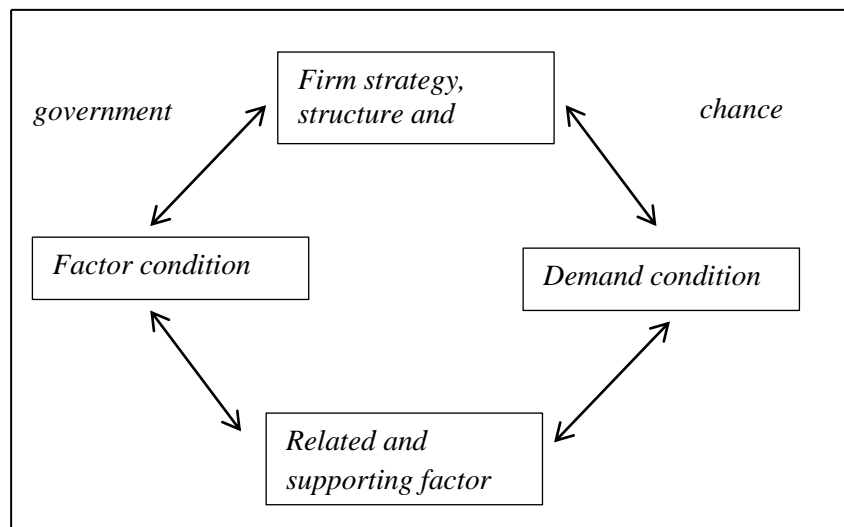 Firm strategy,
structure and
government
chance
Factor condition
Demand condition
Related and
supporting factor